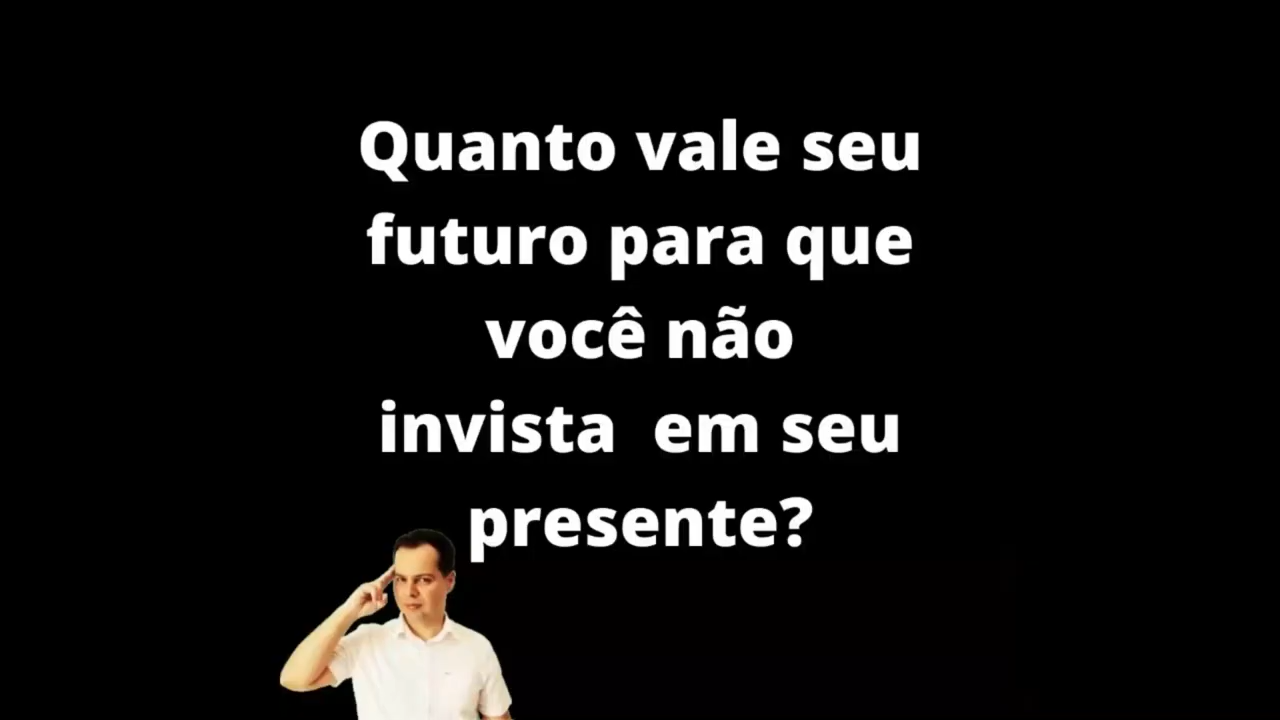 Quanto vale seu
futuro para que
você não
invista  em seu
presente?